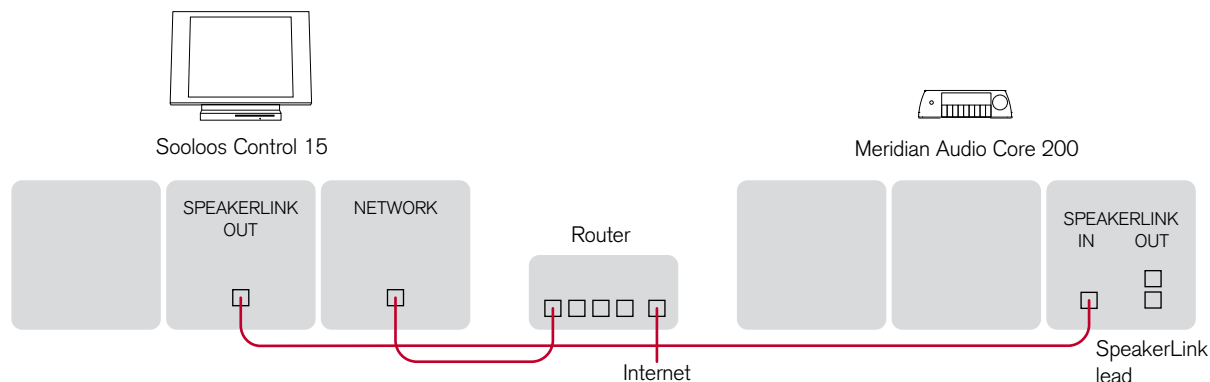 Sooloos Control 15
Meridian Audio Core 200
SPEAKERLINK
OUT
NETWORK
Router
SPEAKERLINK
IN OUT
Internet
SpeakerLink
lead